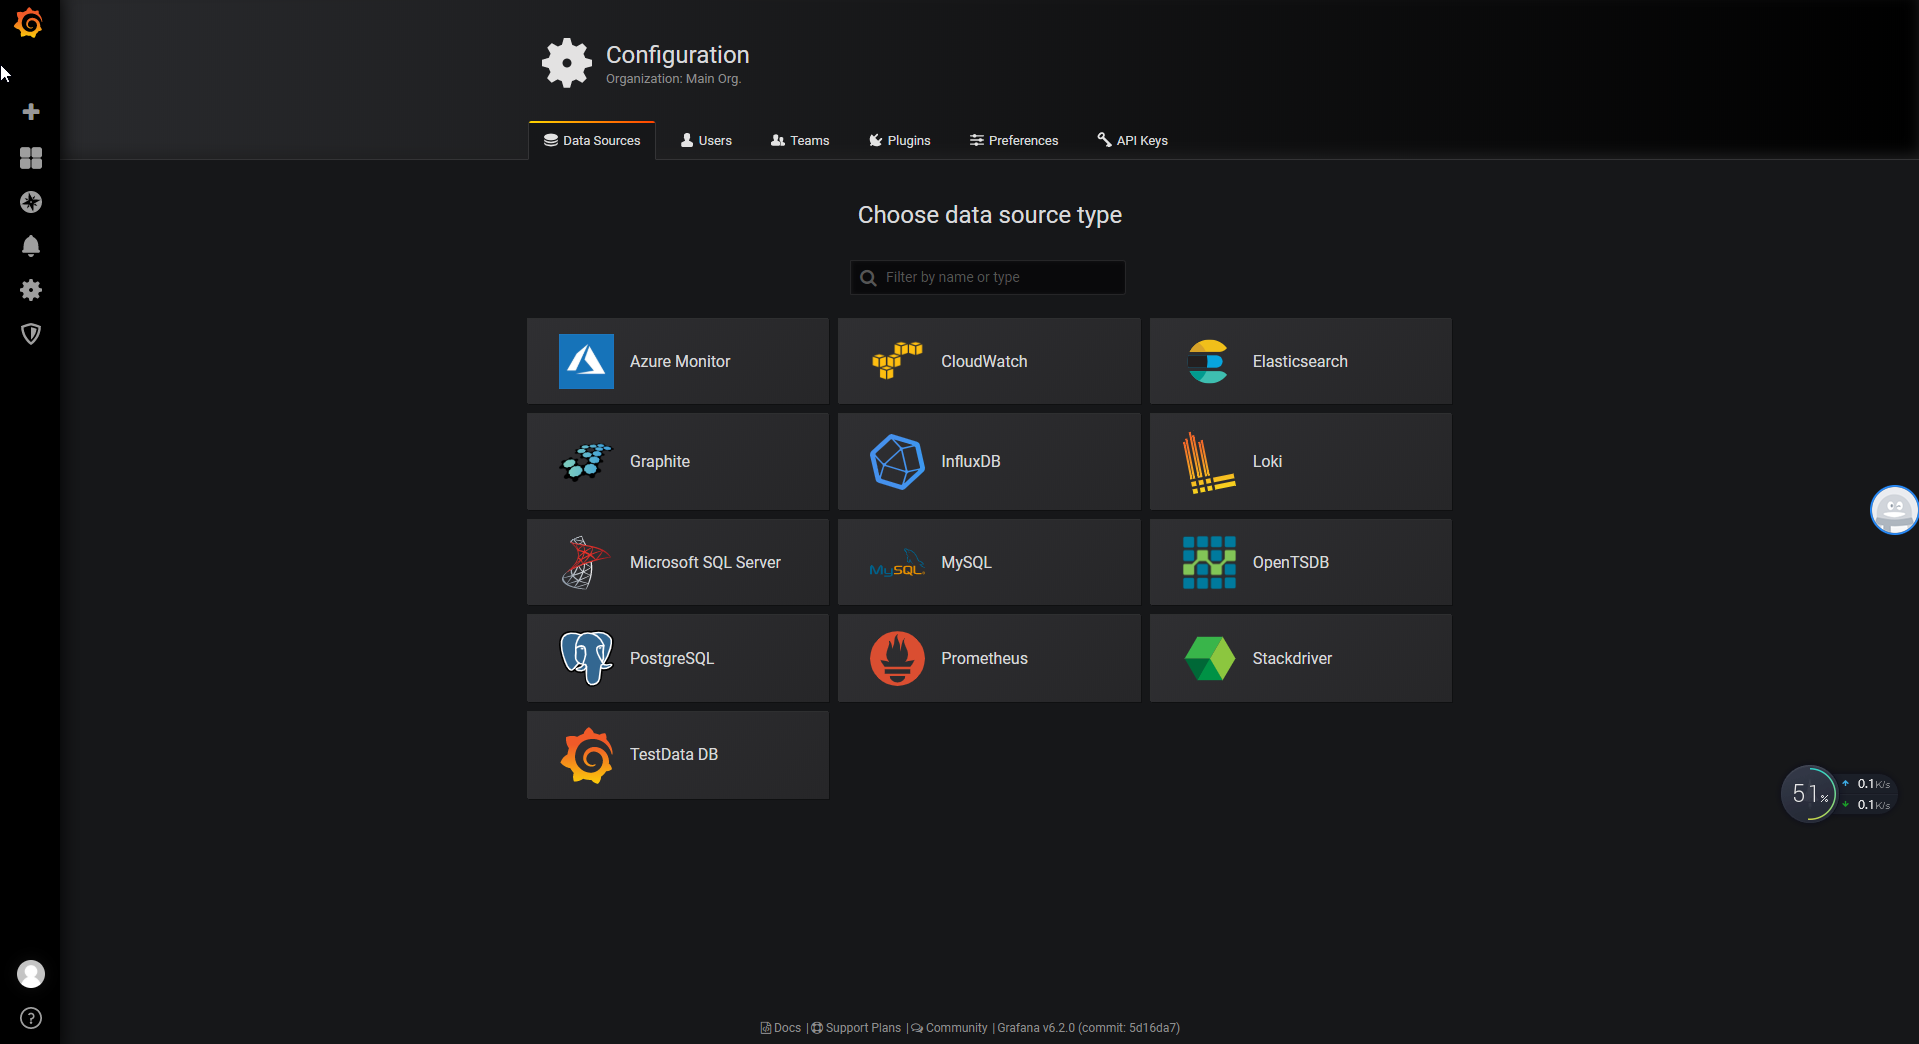 Configuration
Organization: Main Org.
Data Sources Users Teams Plugins Preferences API Keys
Choose data source type
Filter by name or type
Azure Monitor CloudWatch Elasticsearch
Graphite InfluxDB Loki
Microsoft SQL Server MySQL MySQL OpenTSDB
PostgreSQL Prometheus Stackdriver
TestData DB
51% 0.1K/s
0.1K/s
Docs | Support Plans | Community | Grafana v6.2.0 (commit: 5d16da7)